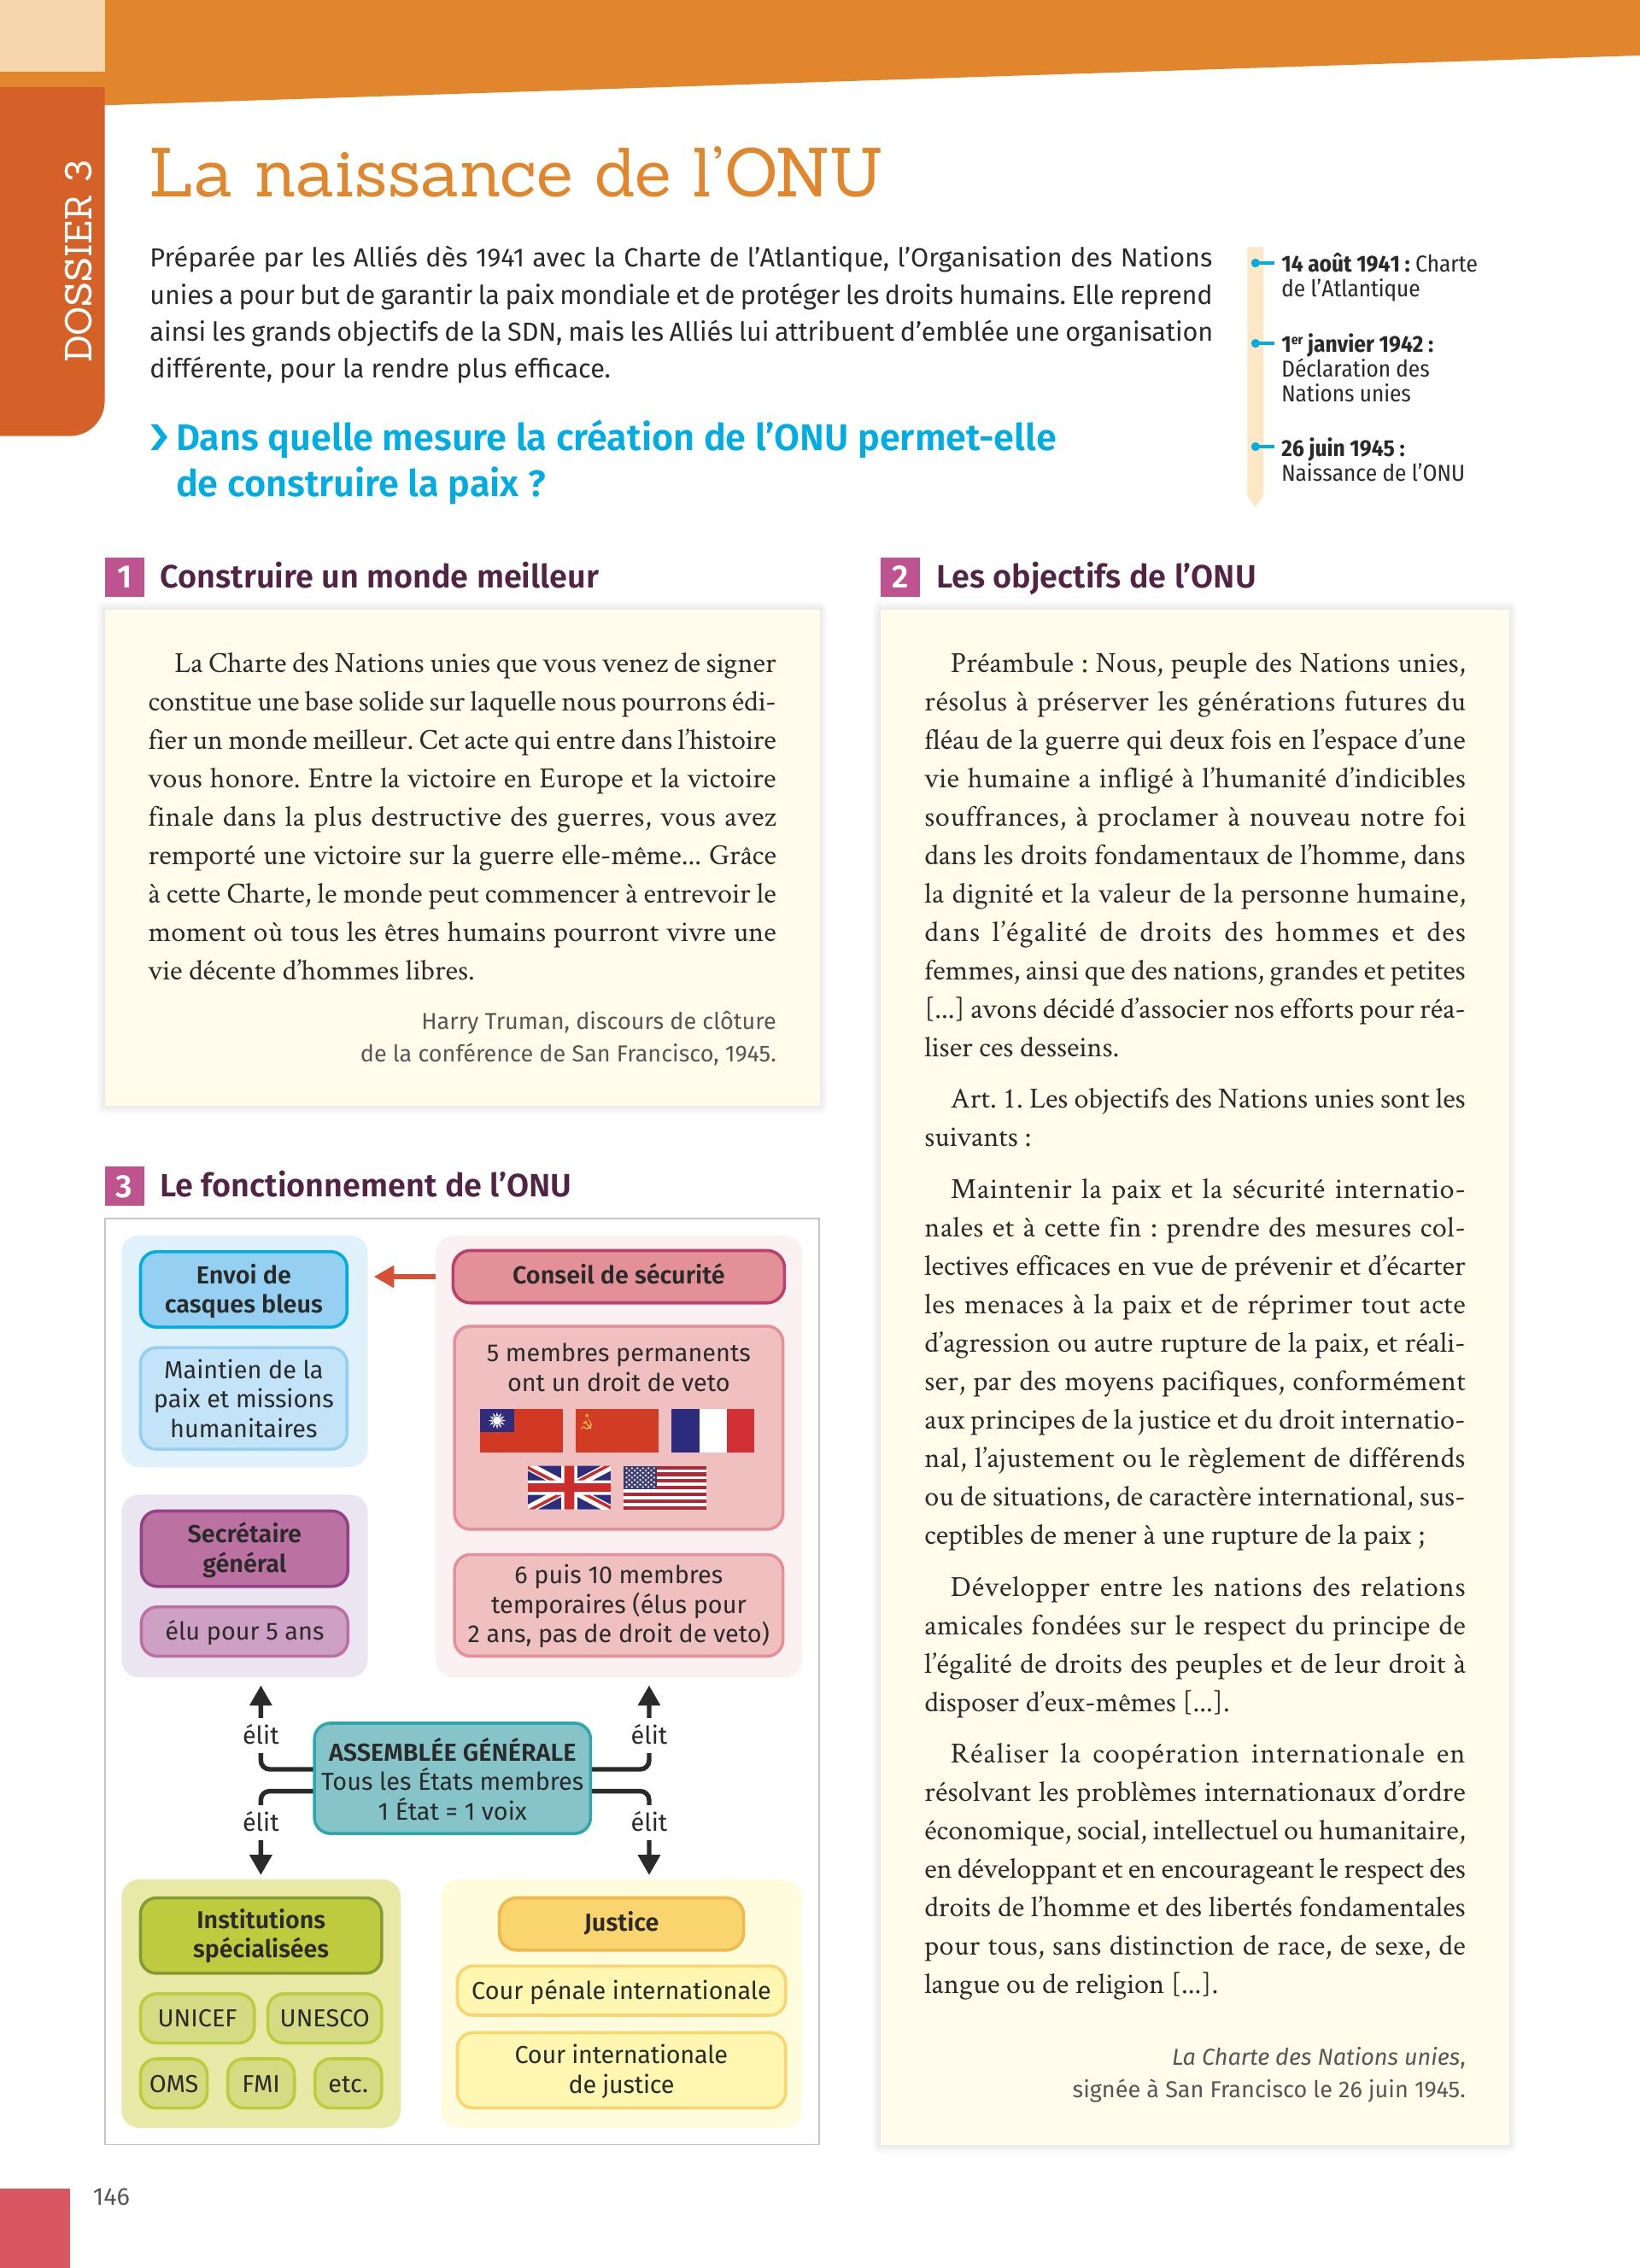 DOSSIER 3
La naissance de l’ONU
Préparée par les Alliés dès 1941 avec la Charte de l’Atlantique, l’Organisation des Nations
unies a pour but de garantir la paix mondiale et de protéger les droits humains. Elle reprend
ainsi les grands objectifs de la SDN, mais les Alliés lui attribuent d’emblée une organisation
différente, pour la rendre plus efficace.
❯ Dans quelle mesure la création de l’ONU permet-elle
de construire la paix ?
14 août 1941 : Charte
de l’Atlantique
1er janvier 1942 :
Déclaration des
Nations unies
26 juin 1945 :
Naissance de l’ONU
1 Construire un monde meilleur
La Charte des Nations unies que vous venez de signer
constitue une base solide sur laquelle nous pourrons édi-
fier un monde meilleur. Cet acte qui entre dans l’histoire
vous honore. Entre la victoire en Europe et la victoire
finale dans la plus destructive des guerres, vous avez
remporté une victoire sur la guerre elle-même... Grâce
à cette Charte, le monde peut commencer à entrevoir le
moment où tous les êtres humains pourront vivre une
vie décente d’hommes libres.
Harry Truman, discours de clôture
de la conférence de San Francisco, 1945.
2 Les objectifs de l’ONU
Préambule : Nous, peuple des Nations unies,
résolus à préserver les générations futures du
fléau de la guerre qui deux fois en l’espace d’une
vie humaine a infligé à l’humanité d’indicibles
souffrances, à proclamer à nouveau notre foi
dans les droits fondamentaux de l’homme, dans
la dignité et la valeur de la personne humaine,
dans l’égalité de droits des hommes et des
femmes, ainsi que des nations, grandes et petites
[...] avons décidé d’associer nos efforts pour réa-
liser ces desseins.
Art. 1. Les objectifs des Nations unies sont les
suivants :
Maintenir la paix et la sécurité internatio-
nales et à cette fin : prendre des mesures col-
lectives efficaces en vue de prévenir et d’écarter
les menaces à la paix et de réprimer tout acte
d’agression ou autre rupture de la paix, et réali-
ser, par des moyens pacifiques, conformément
aux principes de la justice et du droit internatio-
nal, l’ajustement ou le règlement de différends
ou de situations, de caractère international, sus-
ceptibles de mener à une rupture de la paix ;
Développer entre les nations des relations
amicales fondées sur le respect du principe de
l’égalité de droits des peuples et de leur droit à
disposer d’eux-mêmes [...].
Réaliser la coopération internationale en
résolvant les problèmes internationaux d’ordre
économique, social, intellectuel ou humanitaire,
en développant et en encourageant le respect des
droits de l’homme et des libertés fondamentales
pour tous, sans distinction de race, de sexe, de
langue ou de religion [...].
La Charte des Nations unies,
signée à San Francisco le 26 juin 1945.
3 Le fonctionnement de l’ONU
Envoi de
casques bleus
Maintien de la
paix et missions
humanitaires
Conseil de sécurité
5 membres permanents
ont un droit de veto
6 puis 10 membres
temporaires (élus pour
2 ans, pas de droit de veto)
Secrétaire
général
élu pour 5 ans
élit
élit
ASSEMBLÉE GÉNÉRALE
Tous les États membres
1 État = 1 voix
élit
élit
Institutions
spécialisées
UNICEF
UNESCO
OMS
FMI
etc.
Justice
Cour pénale internationale
Cour internationale
de justice
146